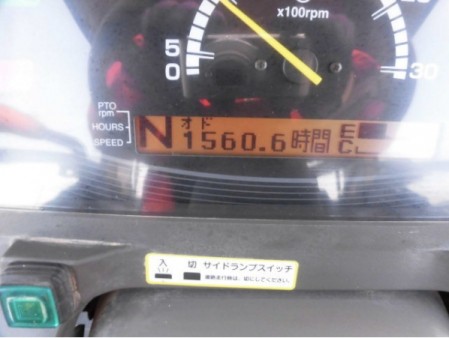 x100rpm
5
0
30
PTO
rpm
HOURS
SPEED
N オド 1560.6時間
E
C
入 切 サイドランプスイッチ